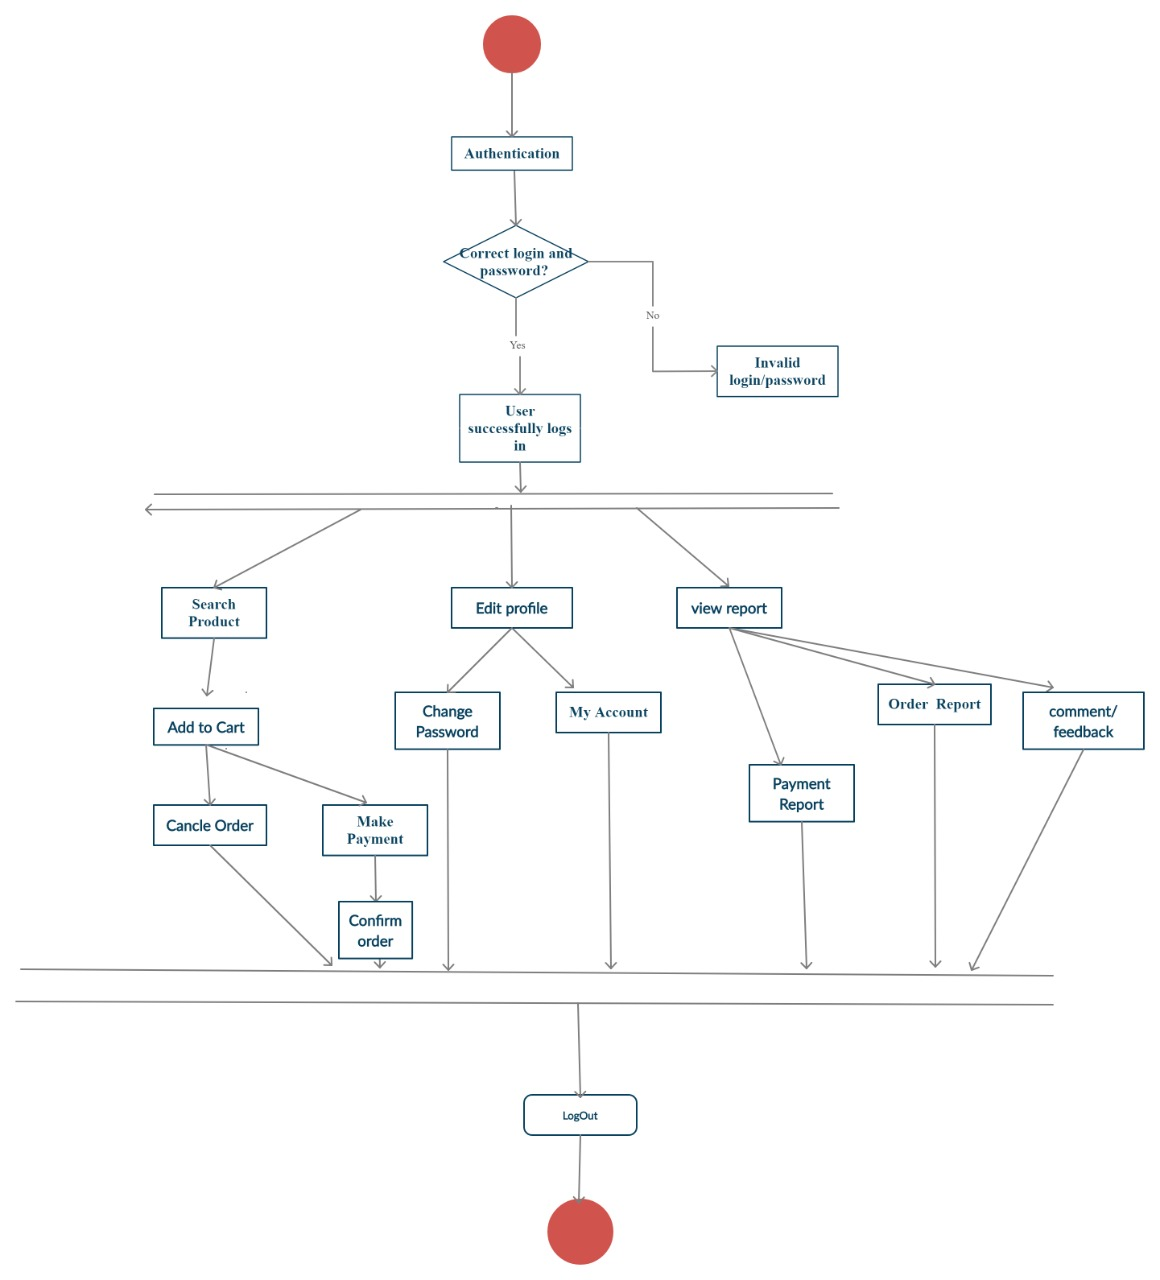 Authentication
Correct login and
password?
No
Yes
Invalid
login/password
User
successfully logs
in
Search
Product
Edit profile
view report
Add to Cart
Change
Password
My Account
Order  Report
comment/
feedback
Payment
Report
Cancle Order
Make
Payment
Confirm
order
LogOut